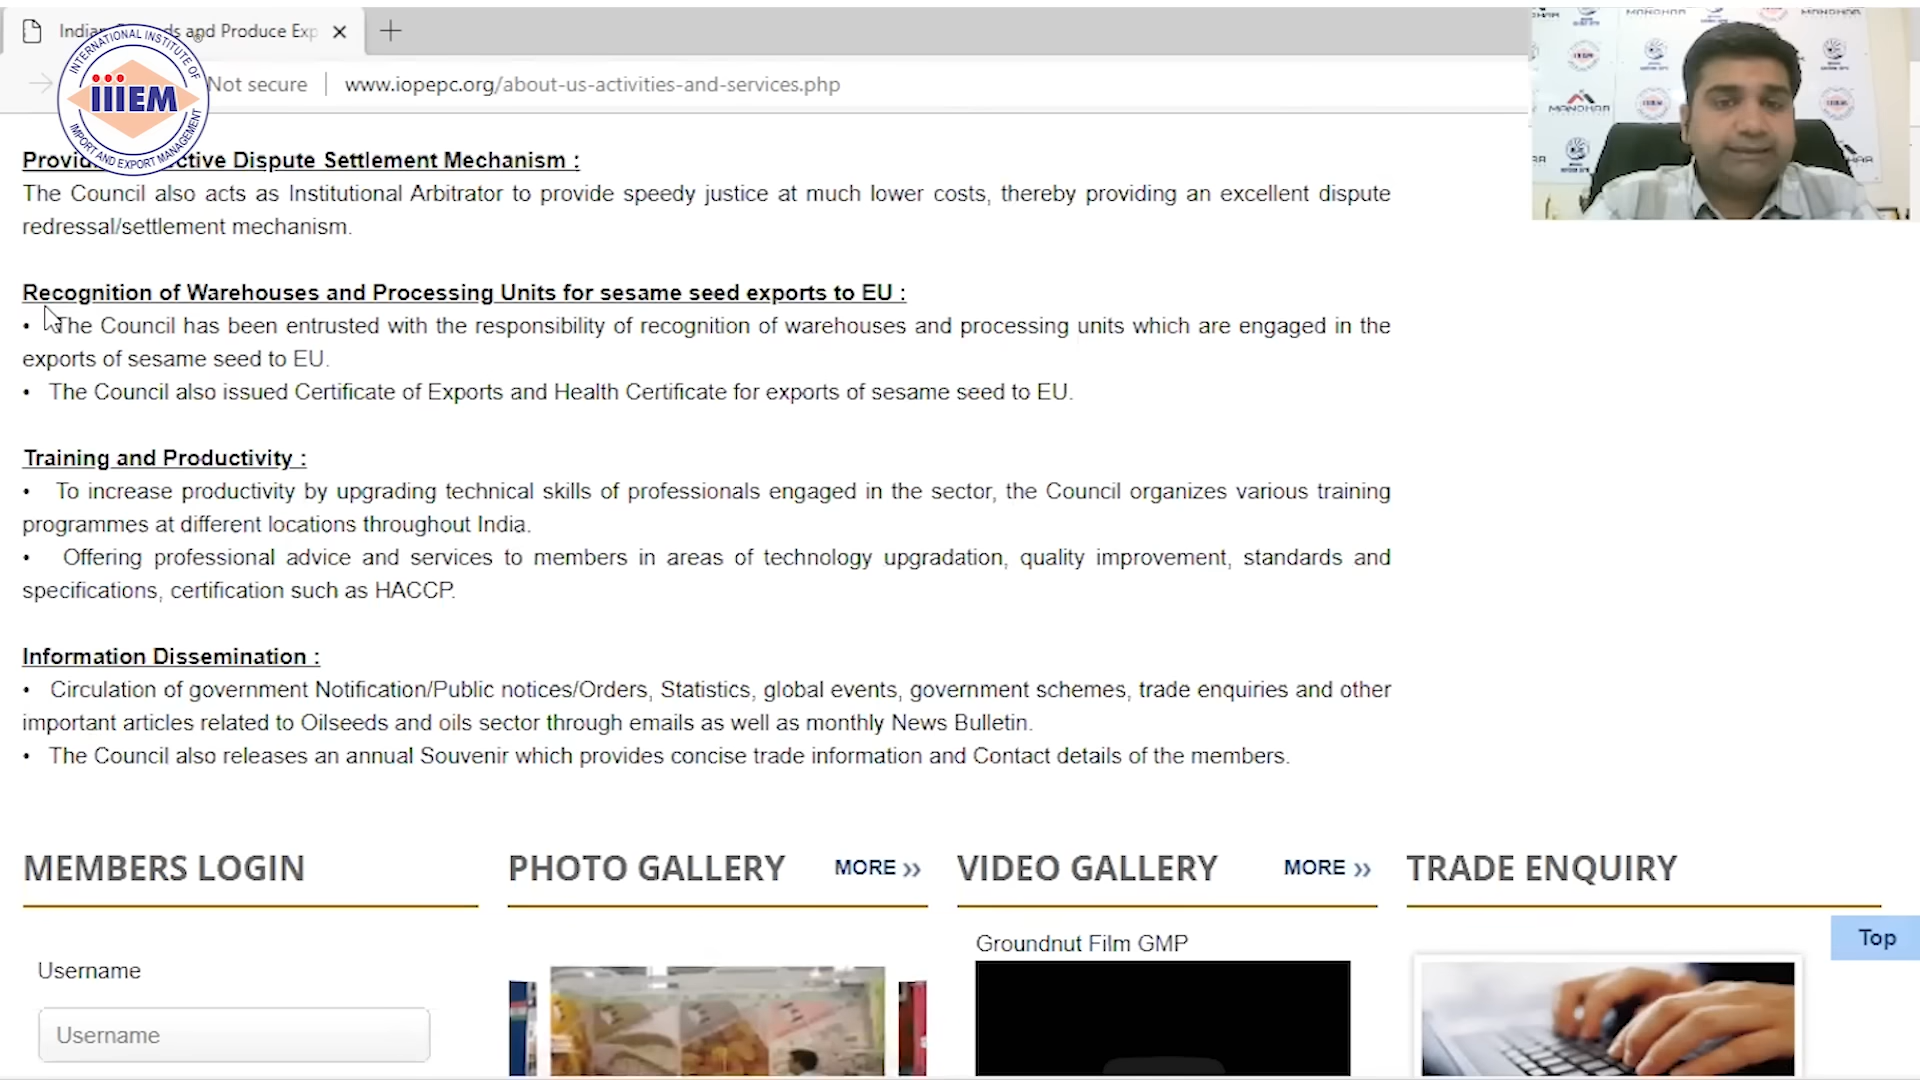 India ds and Produce Exp
INTERNATIONAL INSTITUTE OF
iiiEM
IMPORT AND EXPORT MANAGEMENT
®
Not secure www.iopepc.org/about-us-activities-and-services.php
MANDHAR
Dispute Settlement Mechanism :
The Council also acts as Institutional Arbitrator to provide speedy justice at much lower costs, thereby providing an excellent dispute
redressal/settlement mechanism.
Recognition of Warehouses and Processing Units for sesame seed exports to EU :
• The Council has been entrusted with the responsibility of recognition of warehouses and processing units which are engaged in the
exports of sesame seed to EU.
• The Council also issued Certificate of Exports and Health Certificate for exports of sesame seed to EU.
Training and Productivity :
• To increase productivity by upgrading technical skills of professionals engaged in the sector, the Council organizes various training
programmes at different locations throughout India.
• Offering professional advice and services to members in areas of technology upgradation, quality improvement, standards and
specifications, certification such as HACCP.
Information Dissemination :
• Circulation of government Notification/Public notices/Orders, Statistics, global events, government schemes, trade enquiries and other
important articles related to Oilseeds and oils sector through emails as well as monthly News Bulletin.
• The Council also releases an annual Souvenir which provides concise trade information and Contact details of the members.
MEMBERS LOGIN
Username
Username
PHOTO GALLERY MORE »
VIDEO GALLERY MORE »
Groundnut Film GMP
TRADE ENQUIRY
Top